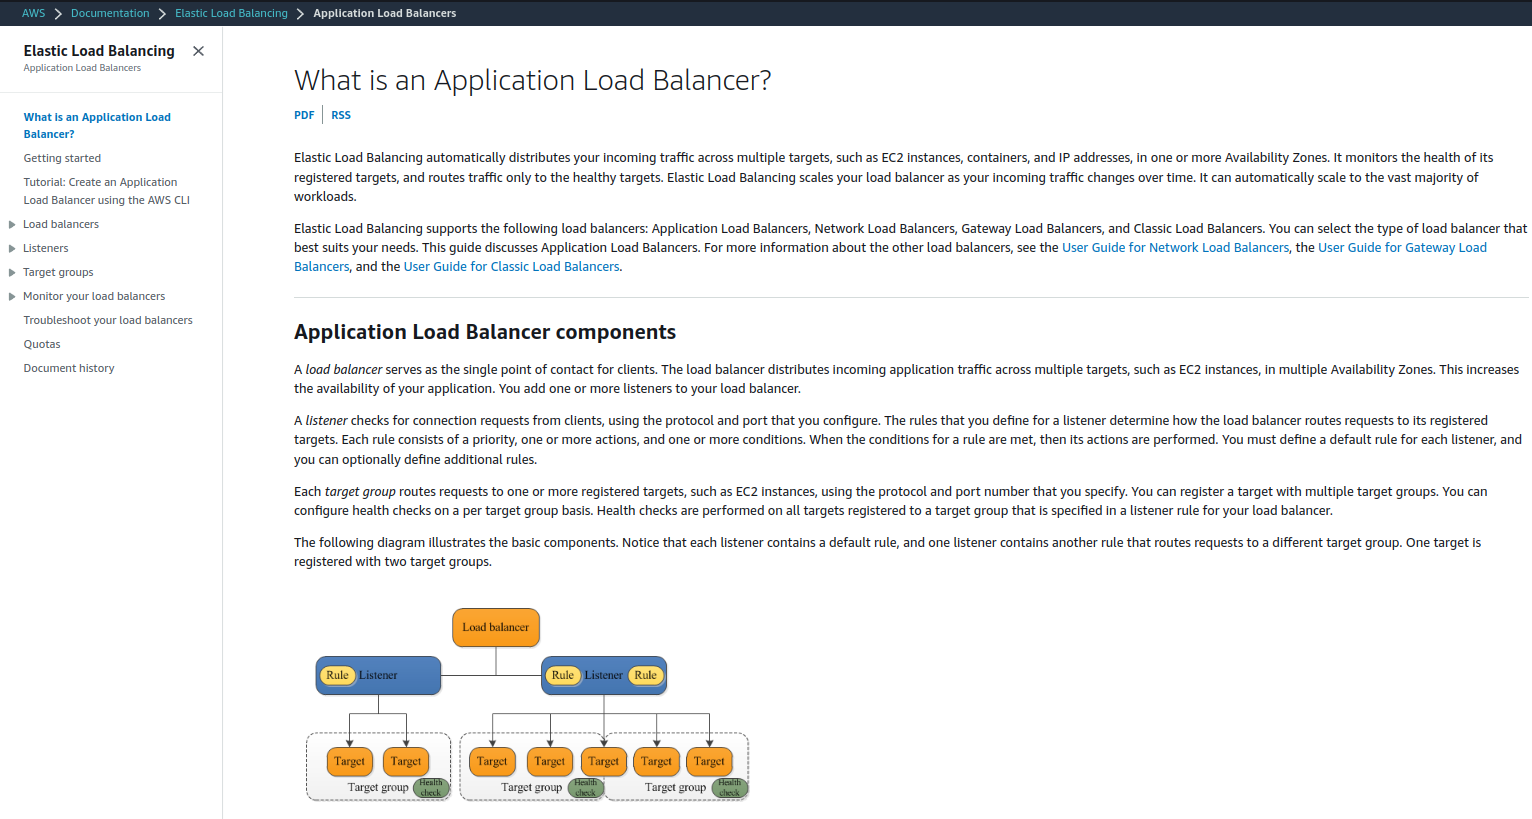 AWS > Documentation > Elastic Load Balancing > Application Load Balancers
Elastic Load Balancing
Application Load Balancers
What is an Application Load
Balancer?
Getting started
Tutorial: Create an Application
Load Balancer using the AWS CLI
Load balancers
Listeners
Target groups
Monitor your load balancers
Troubleshoot your load balancers
Quotas
Document history
What is an Application Load Balancer?
PDF | RSS
Elastic Load Balancing automatically distributes your incoming traffic across multiple targets, such as EC2 instances, containers, and IP addresses, in one or more Availability Zones. It monitors the health of its
registered targets, and routes traffic only to the healthy targets. Elastic Load Balancing scales your load balancer as your incoming traffic changes over time. It can automatically scale to the vast majority of
workloads.
Elastic Load Balancing supports the following load balancers: Application Load Balancers, Network Load Balancers, Gateway Load Balancers, and Classic Load Balancers. You can select the type of load balancer that
best suits your needs. This guide discusses Application Load Balancers. For more information about the other load balancers, see the User Guide for Network Load Balancers, the User Guide for Gateway Load
Balancers, and the User Guide for Classic Load Balancers.
Application Load Balancer components
A load balancer serves as the single point of contact for clients. The load balancer distributes incoming application traffic across multiple targets, such as EC2 instances, in multiple Availability Zones. This increases
the availability of your application. You add one or more listeners to your load balancer.
A listener checks for connection requests from clients, using the protocol and port that you configure. The rules that you define for a listener determine how the load balancer routes requests to its registered
targets. Each rule consists of a priority, one or more actions, and one or more conditions. When the conditions for a rule are met, then its actions are performed. You must define a default rule for each listener, and
you can optionally define additional rules.
Each target group routes requests to one or more registered targets, such as EC2 instances, using the protocol and port number that you specify. You can register a target with multiple target groups. You can
configure health checks on a per target group basis. Health checks are performed on all targets registered to a target group that is specified in a listener rule for your load balancer.
The following diagram illustrates the basic components. Notice that each listener contains a default rule, and one listener contains another rule that routes requests to a different target group. One target is
registered with two target groups.
Load balancer
Rule Listener
Rule Listener Rule
Target Target
Target Target Target Target Target
Target group Health
check
Target group Health
check
Target group Health
check